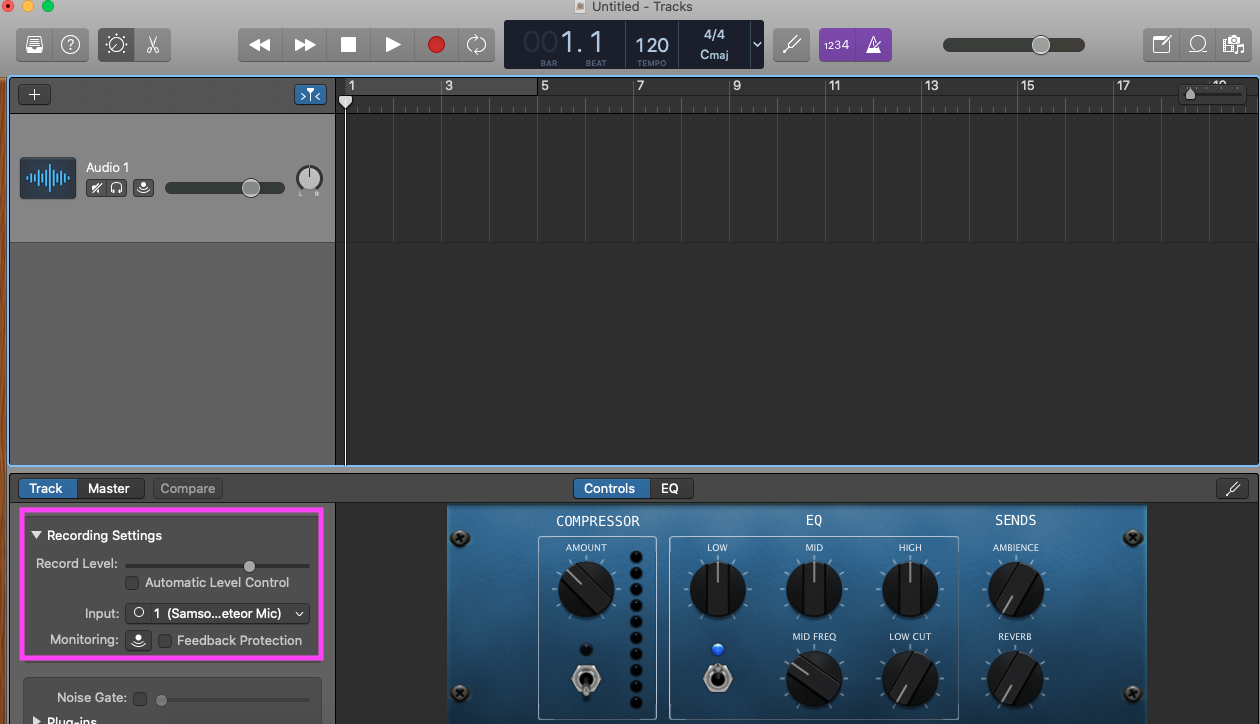 Untitled - Tracks
001.1
BAR BEAT
120
TEMPO
4/4
Cmaj
1234
1 3 5 7 9 11 13 15 17
Audio 1
L R
Track Master Compare
Controls EQ
Recording Settings
Record Level:
Automatic Level Control
Input: 1 (Samso...eteor Mic)
Monitoring: Feedback Protection
Noise Gate:
Plug-ins
COMPRESSOR
AMOUNT
EQ
LOW MID HIGH
MID FREQ LOW CUT
SENDS
AMBIENCE
REVERB